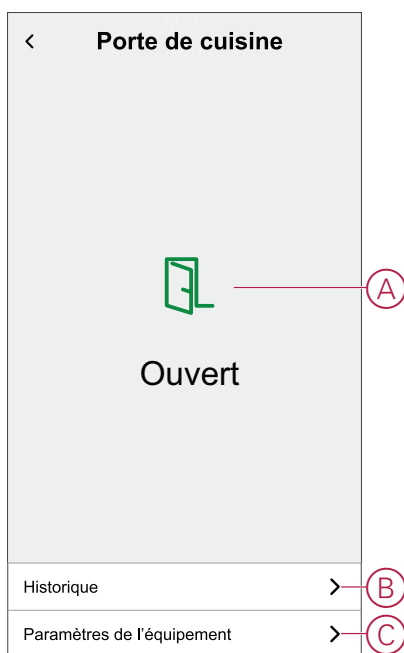 Porte de cuisine
A
Ouvert
Historique
B
Paramètres de l'équipement
C